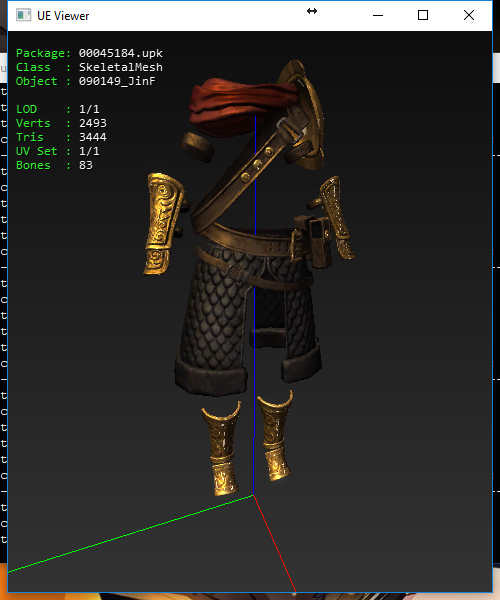 UE Viewer
Package: 00045184.upk
Class : SkeletalMesh
Object : 090149_JinF
LOD : 1/1
Verts : 2493
Tris : 3444
UV Set : 1/1
Bones : 83